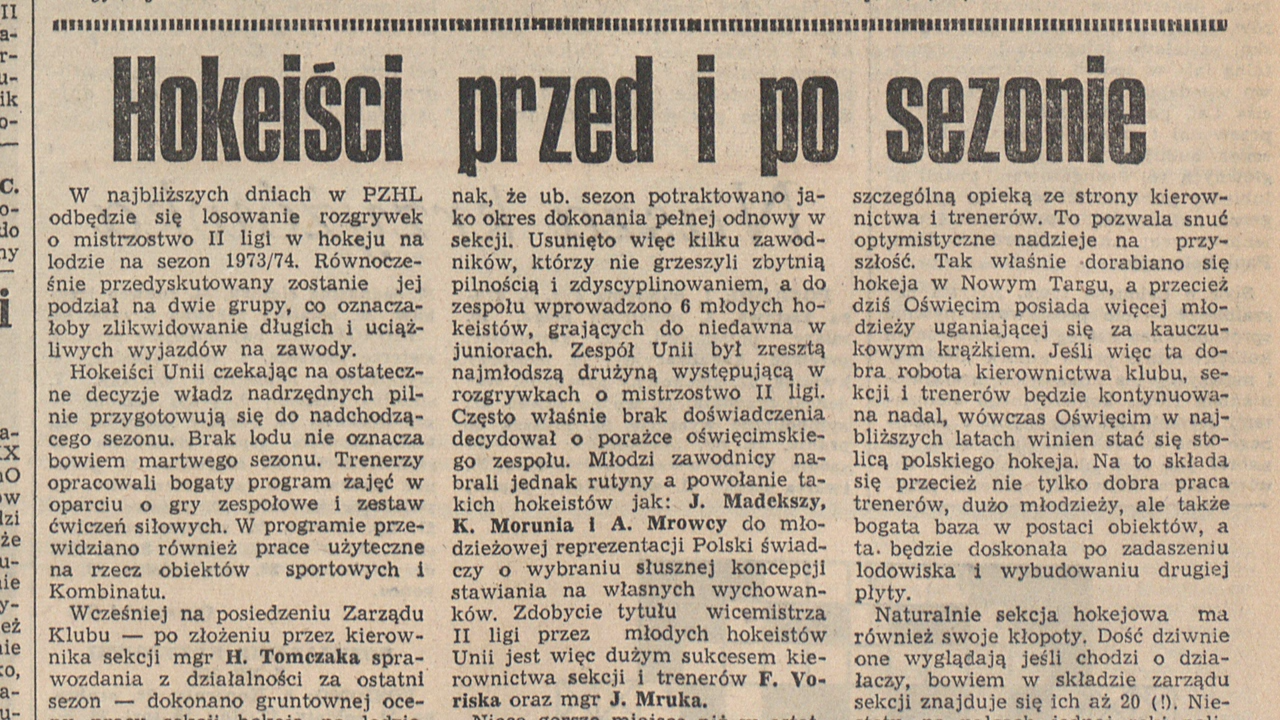 Hokeiści przed i po sezonie
W najbliższych dniach w PZHL
odbędzie się losowanie rozgrywek
o mistrzostwo II ligi w hokeju na
lodzie na sezon 1973/74. Równocze-
śnie przedyskutowany zostanie jej
podział na dwie grupy, co oznacza-
łoby zlikwidowanie długich i uciąż-
liwych wyjazdów na zawody.
Hokeiści Unii czekając na ostatecz-
ne decyzje władz nadrzędnych pil-
nie przygotowują się do nadchodzą-
cego sezonu. Brak lodu nie oznacza
bowiem martwego sezonu. Trenerzy
opracowali bogaty program zajęć w
oparciu o gry zespołowe i zestaw
ćwiczeń siłowych. W programie prze-
widziano również prace użyteczne
na rzecz obiektów sportowych i
Kombinatu.
Wcześniej na posiedzeniu Zarządu
Klubu — po złożeniu przez kierow-
nika sekcji mgr H. Tomczaka spra-
wozdania z działalności za ostatni
sezon — dokonano gruntownej oce-
nak, że ub. sezon potraktowano ja-
ko okres dokonania pełnej odnowy w
sekcji. Usunięto więc kilku zawod-
ników, którzy nie grzeszyli zbytnią
pilnością i zdyscyplinowaniem, a do
zespołu wprowadzono 6 młodych ho-
keistów, grających do niedawna w
juniorach. Zespół Unii był zresztą
najmłodszą drużyną występującą w
rozgrywkach o mistrzostwo II ligi.
Często właśnie brak doświadczenia
decydował o porażce oświęcimskie-
go zespołu. Młodzi zawodnicy na-
brali jednak rutyny a powołanie ta-
kich hokeistów jak: J. Madekszy,
K. Morunia i A. Mrowcy do mło-
dzieżowej reprezentacji Polski świad-
czy o wybraniu słusznej koncepcji
stawiania na własnych wychowan-
ków. Zdobycie tytułu wicemistrza
II ligi przez młodych hokeistów
Unii jest więc dużym sukcesem kie-
rownictwa sekcji i trenerów F. Vo-
riska oraz mgr J. Mruka.
szczególną opieką ze strony kierow-
nictwa i trenerów. To pozwala snuć
optymistyczne nadzieje na przy-
szłość. Tak właśnie dorabiano się
hokeja w Nowym Targu, a przecież
dziś Oświęcim posiada więcej mło-
dzieży uganiającej się za kauczu-
kowym krążkiem. Jeśli więc ta do-
bra robota kierownictwa klubu, se-
kcji i trenerów będzie kontynuowa-
na nadal, wówczas Oświęcim w naj-
bliższych latach winien stać się sto-
licą polskiego hokeja. Na to składa
się przecież nie tylko dobra praca
trenerów, dużo młodzieży, ale także
bogata baza w postaci obiektów, a
ta. będzie doskonała po zadaszeniu
lodowiska i wybudowaniu drugiej
płyty.
Naturalnie sekcja hokejowa ma
również swoje kłopoty. Dość dziwnie
one wyglądają jeśli chodzi o dzia-
łaczy, bowiem w składzie zarządu
sekcji znajduje się ich aż 20 (!). Nie-